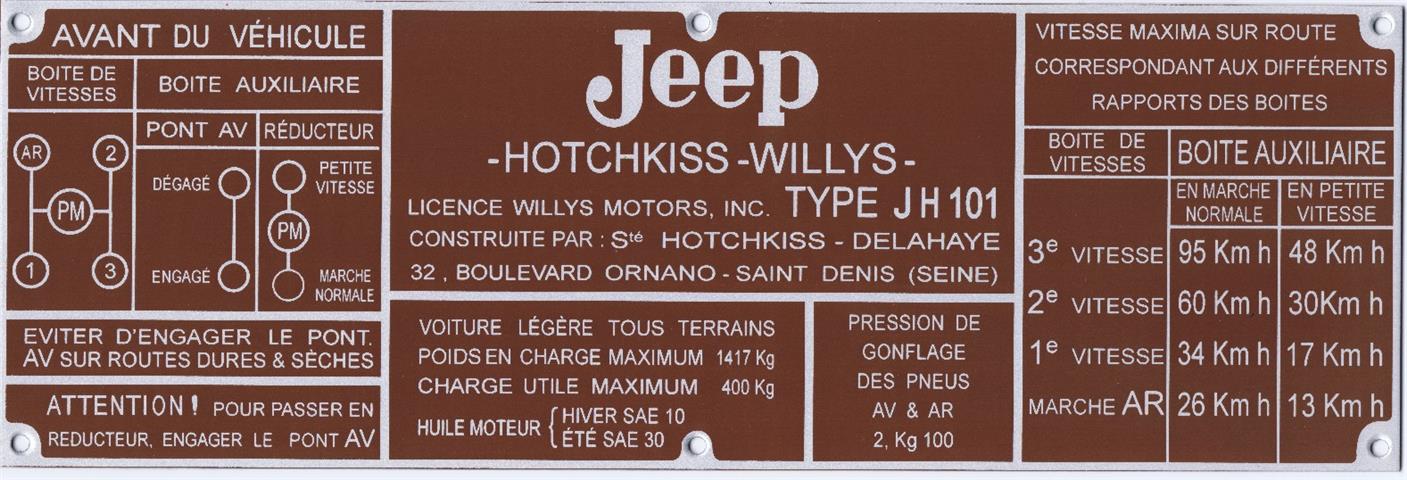 AVANT DU VÉHICULE
BOITE DE
VITESSES
BOITE AUXILIAIRE
PONT AV
RÉDUCTEUR
AR
2
PM
1
3
DÉGAGÉ
ENGAGÉ
PETITE
VITESSE
PM
MARCHE
NORMALE
EVITER D'ENGAGER LE PONT.
AV SUR ROUTES DURES & SÈCHES
ATTENTION! POUR PASSER EN
REDUCTEUR, ENGAGER LE PONT AV
Jeep
-HOTCHKISS-WILLYS-
LICENCE WILLYS MOTORS, INC. TYPE JH 101
CONSTRUITE PAR : Sté HOTCHKISS - DELAHAYE
32, BOULEVARD ORNANO - SAINT DENIS (SEINE)
VOITURE LÉGÈRE TOUS TERRAINS
POIDS EN CHARGE MAXIMUM 1417 Kg
CHARGE UTILE MAXIMUM 400 Kg
HUILE MOTEUR { HIVER SAE 10
ÉTÉ SAE 30
PRESSION DE
GONFLAGE
DES PNEUS
AV & AR
2, Kg 100
VITESSE MAXIMA SUR ROUTE
CORRESPONDANT AUX DIFFÉRENTS
RAPPORTS DES BOITES
BOITE DE
VITESSES
BOITE AUXILIAIRE
EN MARCHE
NORMALE
EN PETITE
VITESSE
3e VITESSE 95 Km h 48 Km h
2e VITESSE 60 Km h 30Km h
1e VITESSE 34 Km h 17 Km h
MARCHE AR 26 Km h 13 Km h